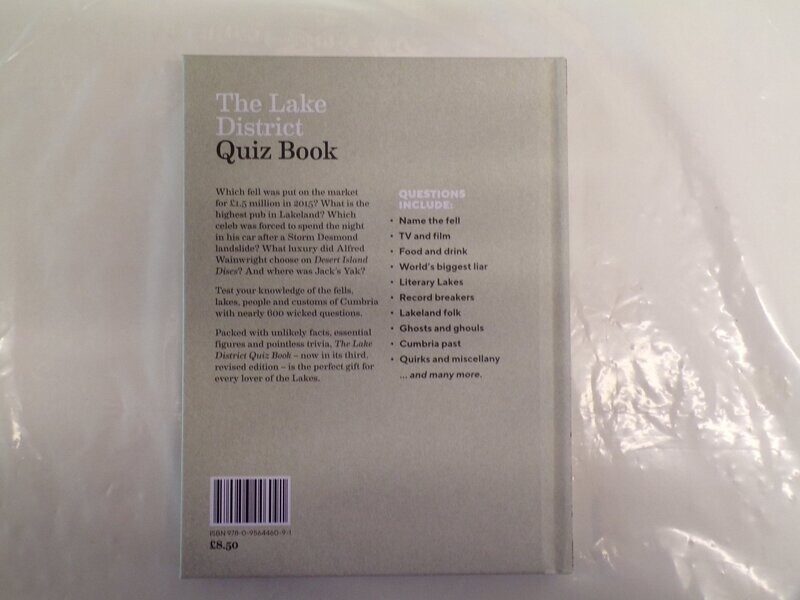 The Lake
District
Quiz Book
Which fell was put on the market
for £1.5 million in 2015? What is the
highest pub in Lakeland? Which
celeb was forced to spend the night
in his car after a Storm Desmond
landslide? What luxury did Alfred
Wainwright choose on Desert Island
Discs? And where was Jack's Yak?
Test your knowledge of the fells,
lakes, people and customs of Cumbria
with nearly 600 wicked questions.
Packed with unlikely facts, essential
figures and pointless trivia, The Lake
District Quiz Book – now in its third,
revised edition – is the perfect gift for
every lover of the Lakes.
QUESTIONS
INCLUDE:
• Name the fell
• TV and film
• Food and drink
• World's biggest liar
• Literary Lakes
• Record breakers
• Lakeland folk
• Ghosts and ghouls
• Cumbria past
• Quirks and miscellany
... and many more.
ISBN 978-0-9564460-9-1
£8.50